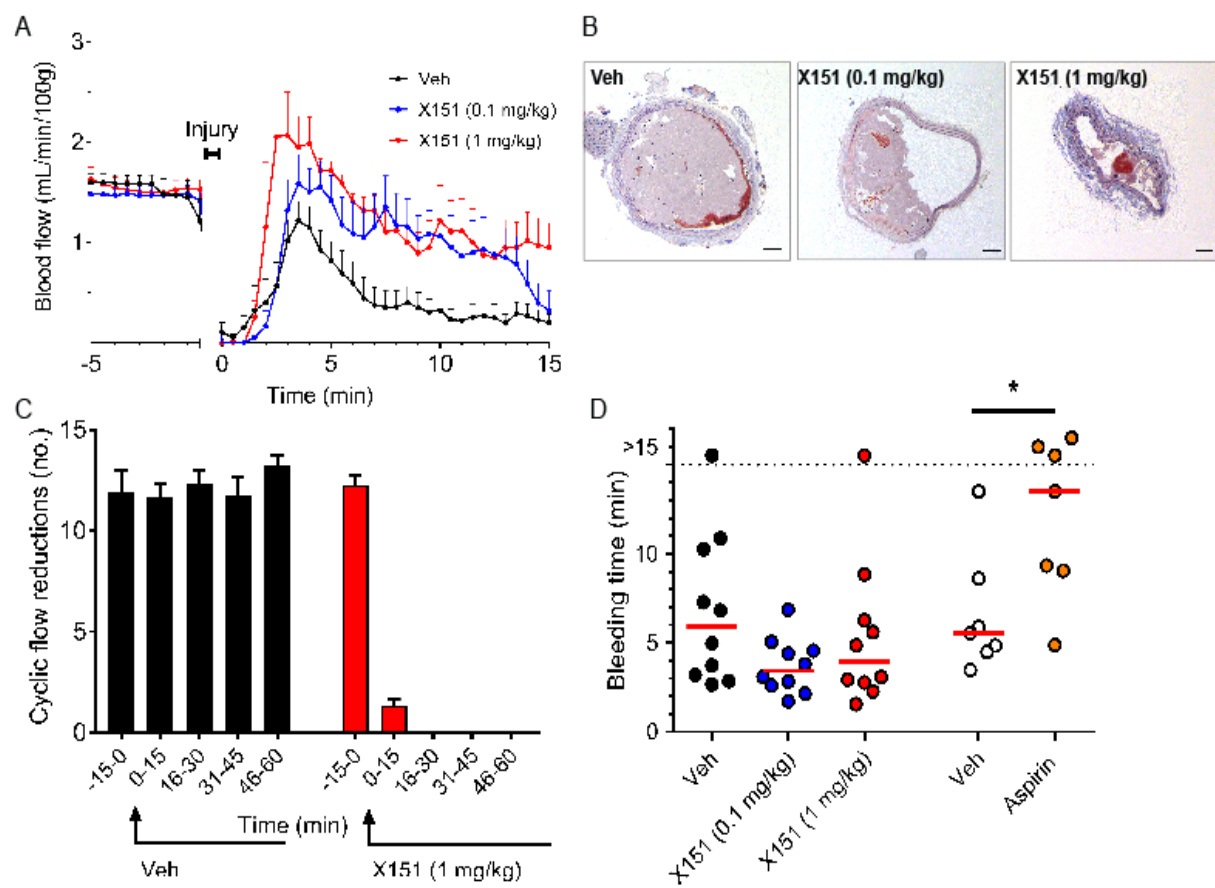 A
B
3
2
1
Blood flow (mL/min/100g)
Injury
Veh
X151 (0.1 mg/kg)
X151 (1 mg/kg)
-5
0
5
10
15
Time (min)
Veh
X151 (0.1 mg/kg)
X151 (1 mg/kg)
C
15
10
5
0
Cyclic flow reductions (no.)
-15-0
0-15
16-30
31-45
46-60
-15-0
0-15
16-30
31-45
46-60
Time (min)
Veh
X151 (1 mg/kg)
D
*
>15
10
5
0
Bleeding time (min)
Veh
X151 (0.1 mg/kg)
X151 (1 mg/kg)
Veh
Aspirin